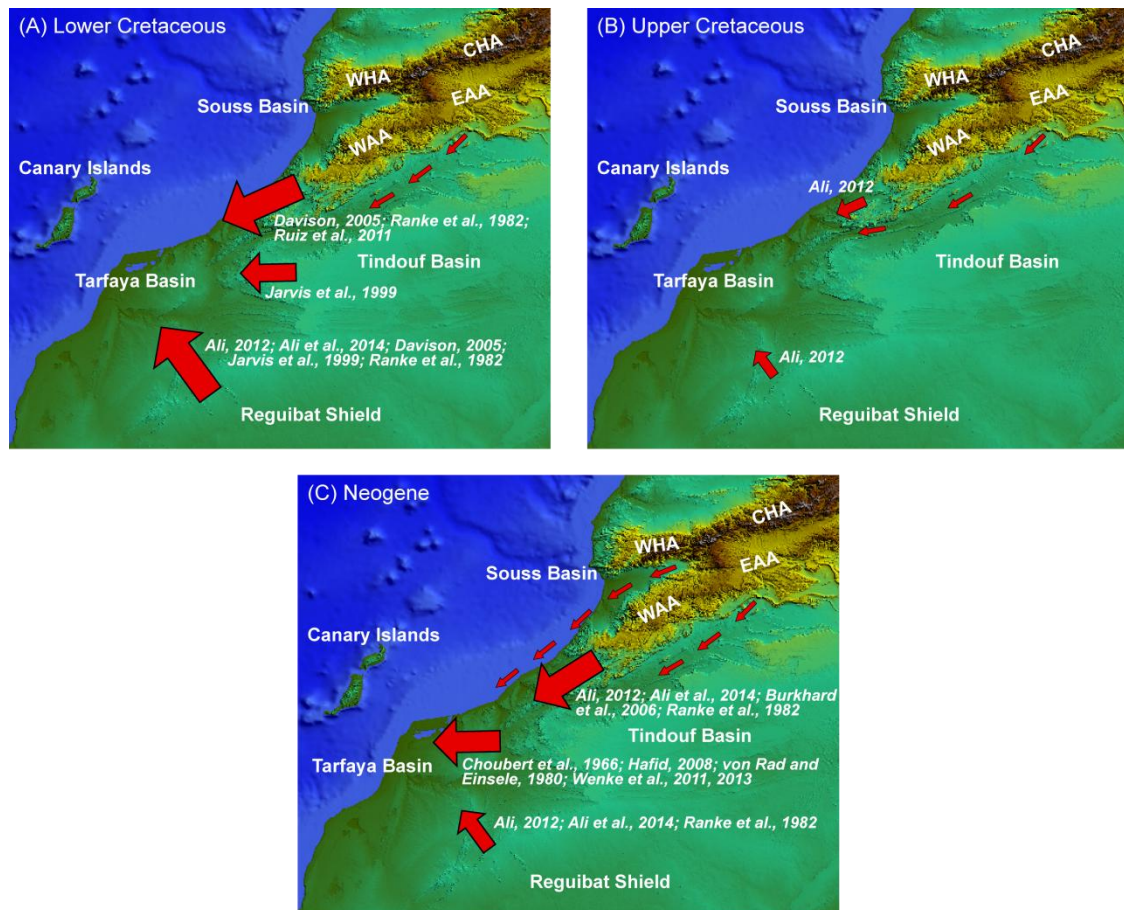 (A) Lower Cretaceous
CHA
WHA
EAA
Souss Basin
WAA
Canary Islands
Davison, 2005; Ranke et al., 1982;
Ruiz et al., 2011
Tindouf Basin
Tarfaya Basin
Jarvis et al., 1999
Ali, 2012; Ali et al., 2014; Davison, 2005;
Jarvis et al., 1999; Ranke et al., 1982
Reguibat Shield
(B) Upper Cretaceous
CHA
WHA
EAA
Souss Basin
WAA
Canary Islands
Ali, 2012
Tindouf Basin
Tarfaya Basin
Ali, 2012
Reguibat Shield
(C) Neogene
CHA
WHA
EAA
Souss Basin
WAA
Canary Islands
Ali, 2012; Ali et al., 2014; Burkhard
et al., 2006; Ranke et al., 1982
Tindouf Basin
Tarfaya Basin
Choubert et al., 1966; Hafid, 2008; von Rad and
Einsele, 1980; Wenke et al., 2011, 2013
Ali, 2012; Ali et al., 2014; Ranke et al., 1982
Reguibat Shield